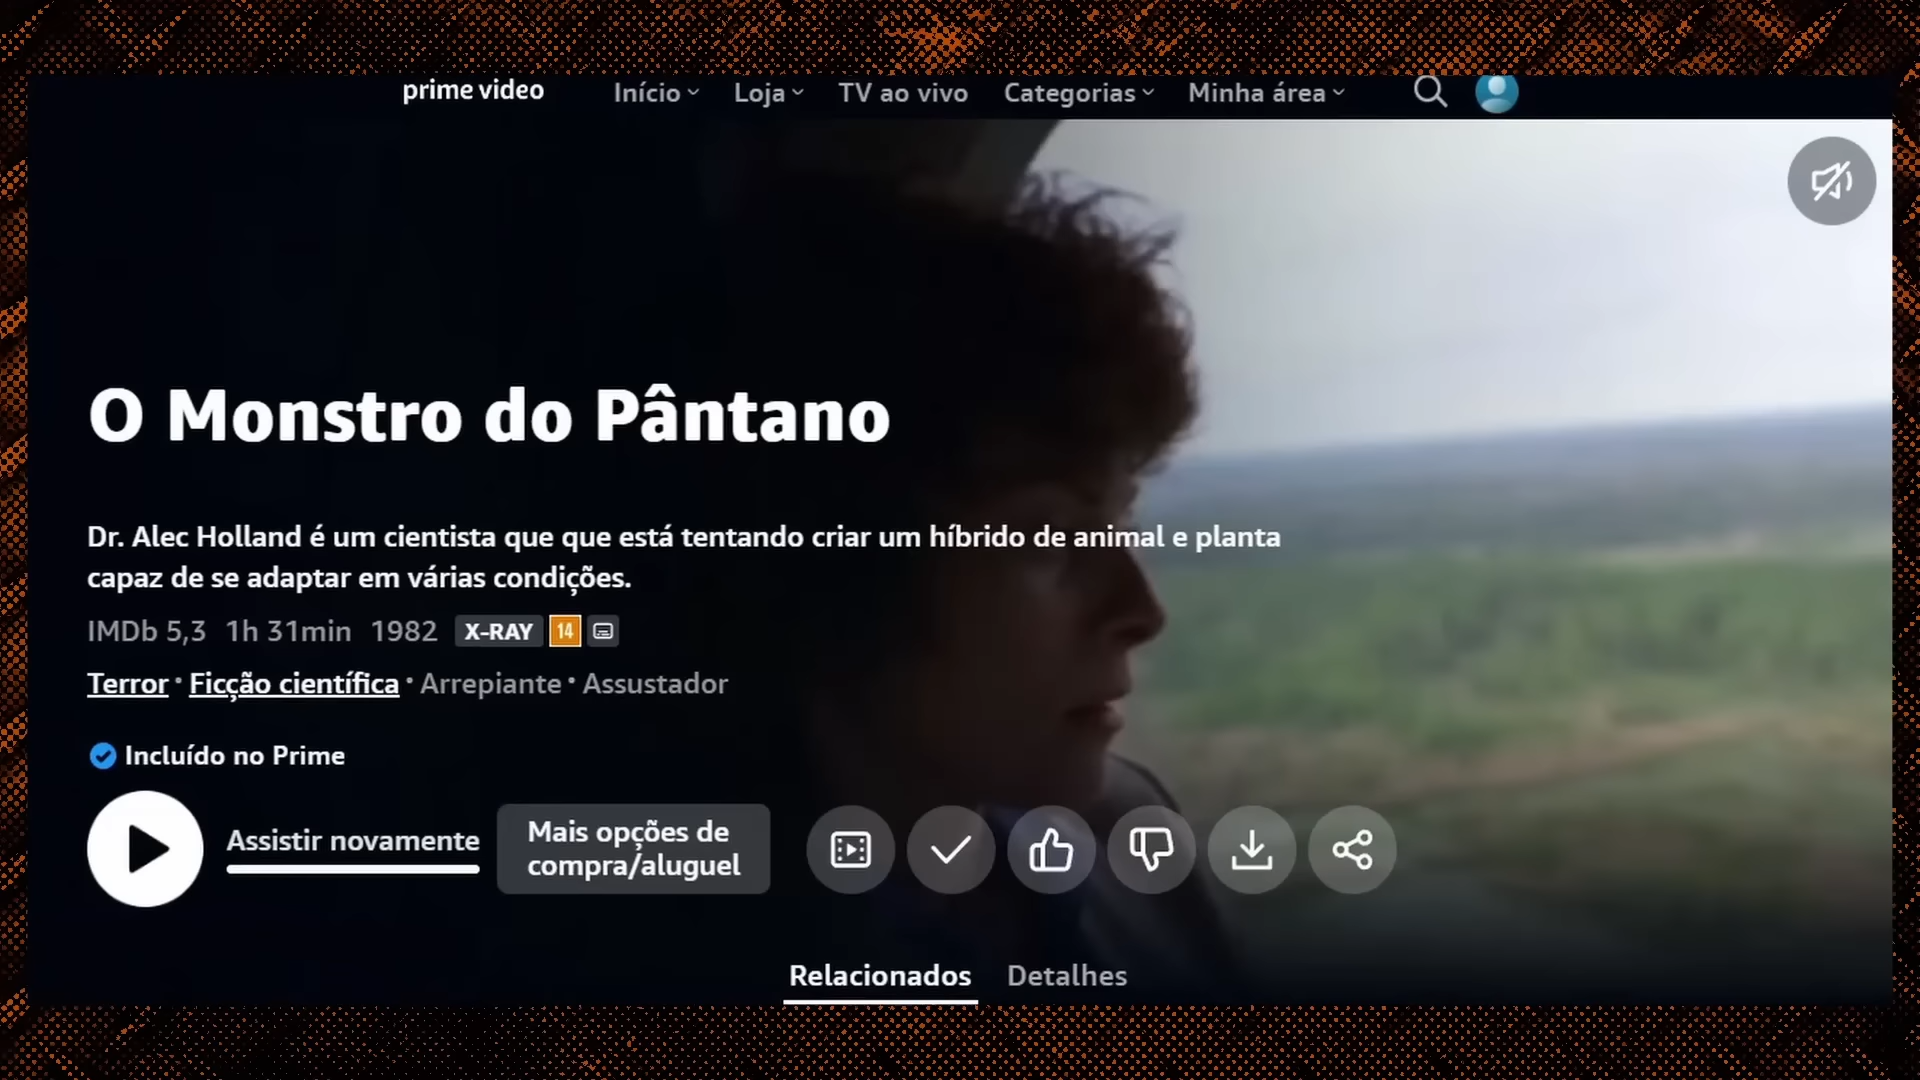 prime video Início Loja TV ao vivo Categorias Minha área
O Monstro do Pântano
Dr. Alec Holland é um cientista que que está tentando criar um híbrido de animal e planta
capaz de se adaptar em várias condições.
IMDb 5,3 1h 31min 1982 X-RAY 14
Terror • Ficção científica • Arrepiante • Assustador
Incluído no Prime
Assistir novamente
Mais opções de
compra/aluguel
Relacionados Detalhes